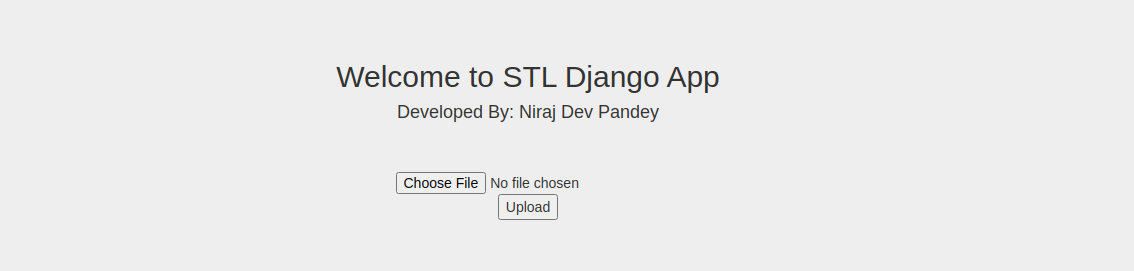 Welcome to STL Django App
Developed By: Niraj Dev Pandey
Choose File No file chosen
Upload